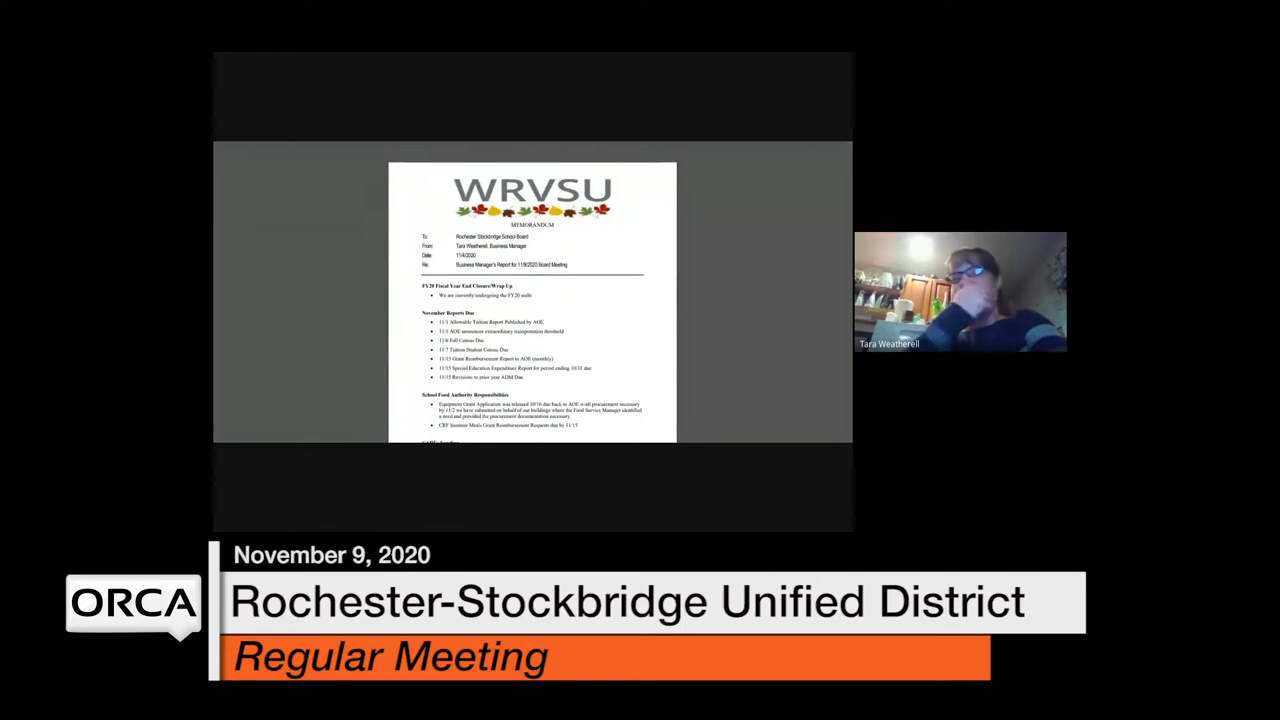 WRVSU
MEMORANDUM
To: Rochester Stockbridge School Board
From: Tara Weatherell, Business Manager
Date: 11/4/2020
Re: Business Manager's Report for 11/9/2020 Board Meeting
FY20 Fiscal Year End Closure/Wrap Up
• We are currently undergoing the FY20 audit
November Reports Due
• 11/1 Allowable Tuition Report Published by AOE
• 11/1 AOE announces extraordinary transportation threshold
• 11/6 Fall Census Due
• 11/7 Tuition Student Census Due
• 11/15 Grant Reimbursement Report to AOE (monthly)
• 11/15 Special Education Expenditure Report for period ending 10/31 due
• 11/15 Revisions to prior year ADM Due
School Food Authority Responsibilities
• Equipment Grant Application was released 10/16 due back to AOE w/all procurement necessary
by 11/2 we have submitted on behalf of our buildings where the Food Service Manager identified
a need and provided the procurement documentation necessary
• CRF Summer Meals Grant Reimbursement Requests due by 11/15
Tara Weatherell
November 9, 2020
ORCA
Rochester-Stockbridge Unified District
Regular Meeting